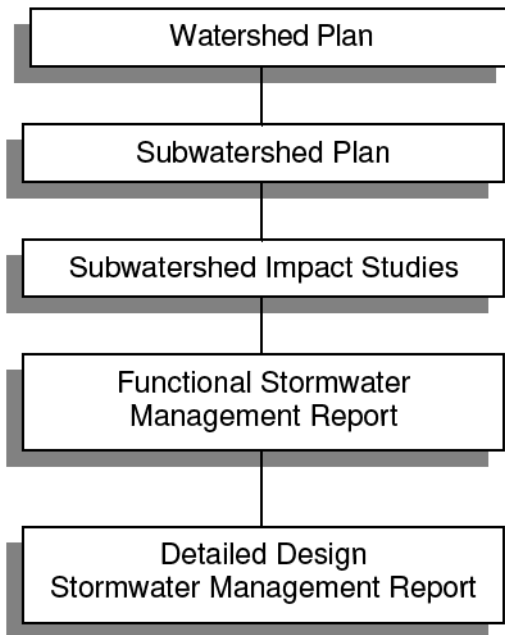 Watershed Plan
Subwatershed Plan
Subwatershed Impact Studies
Functional Stormwater
Management Report
Detailed Design
Stormwater Management Report